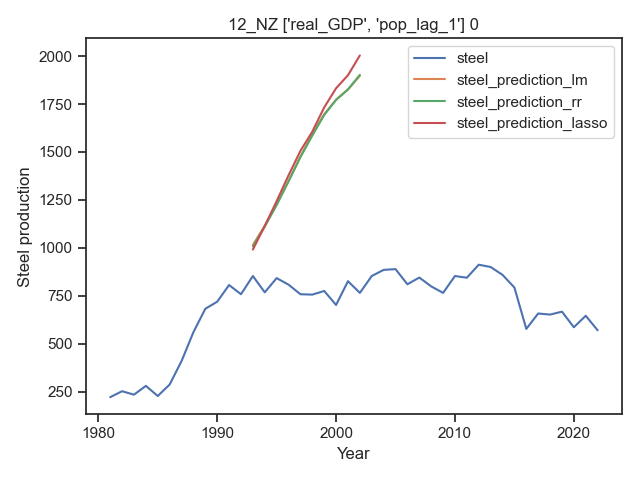 12_NZ ['real_GDP', 'pop_lag_1'] 0
steel
steel_prediction_lm
steel_prediction_rr
steel_prediction_lasso
Steel production
2000
1750
1500
1250
1000
750
500
250
1980
1990
2000
2010
2020
Year